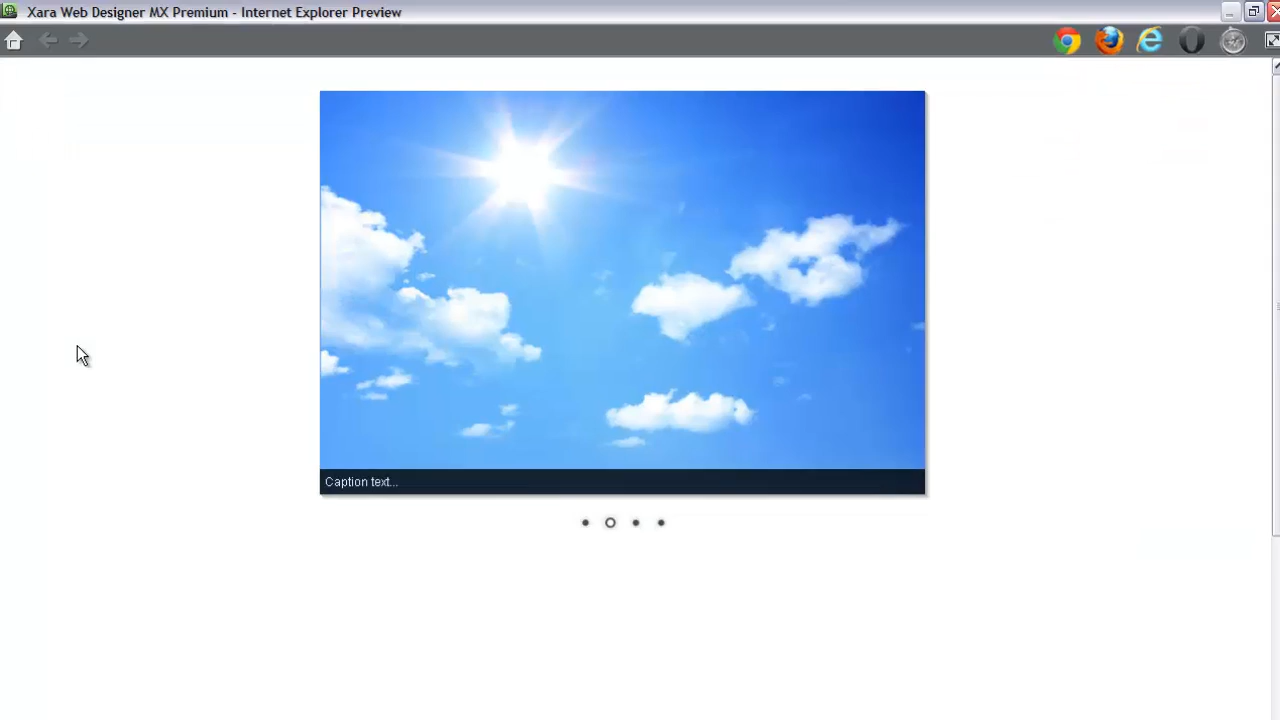 Xara Web Designer MX Premium - Internet Explorer Preview
Caption text...